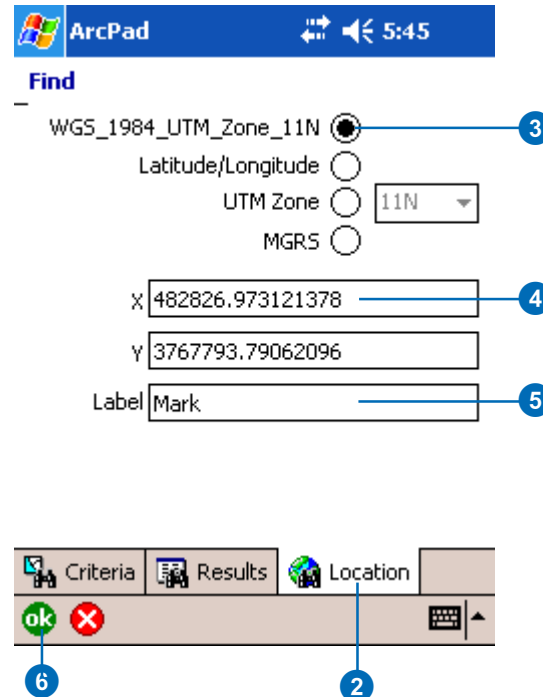 ArcPad 5:45
Find
WGS_1984_UTM_Zone_11N 3
Latitude/Longitude
UTM Zone 11N
MGRS
X 482826.973121378 4
Y 3767793.79062096
Label Mark 5
Criteria Results Location
ok
6 2